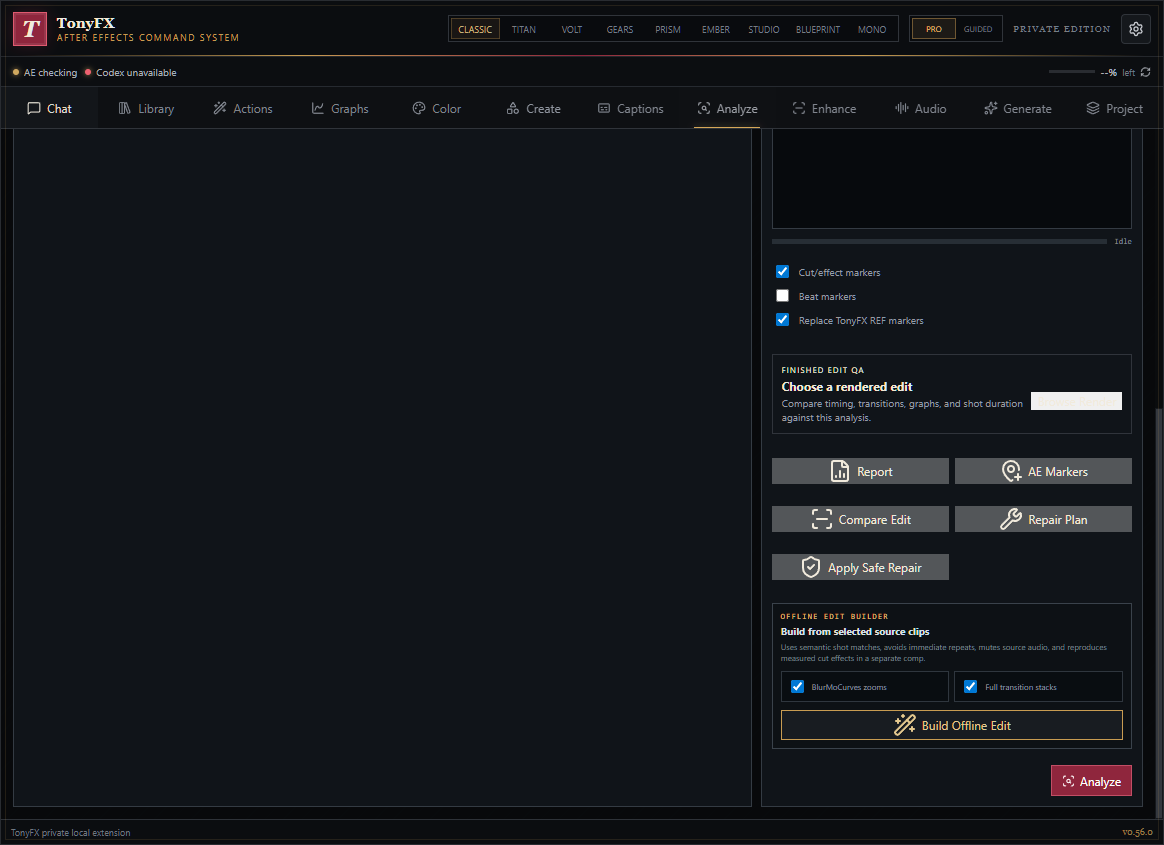 T
TonyFX
AFTER EFFECTS COMMAND SYSTEM
CLASSIC TITAN VOLT GEARS PRISM EMBER STUDIO BLUEPRINT MONO
PRO GUIDED
PRIVATE EDITION
AE checking Codex unavailable
--% left
Chat Library Actions Graphs Color Create Captions Analyze Enhance Audio Generate Project
Idle
Cut/effect markers
Beat markers
Replace TonyFX REF markers
FINISHED EDIT QA
Choose a rendered edit
Compare timing, transitions, graphs, and shot duration
against this analysis.
Report AE Markers
Compare Edit Repair Plan
Apply Safe Repair
OFFLINE EDIT BUILDER
Build from selected source clips
Uses semantic shot matches, avoids immediate repeats, mutes source audio, and reproduces
measured cut effects in a separate comp.
BlurMoCurves zooms Full transition stacks
Build Offline Edit
Analyze
TonyFX private local extension
v0.56.0